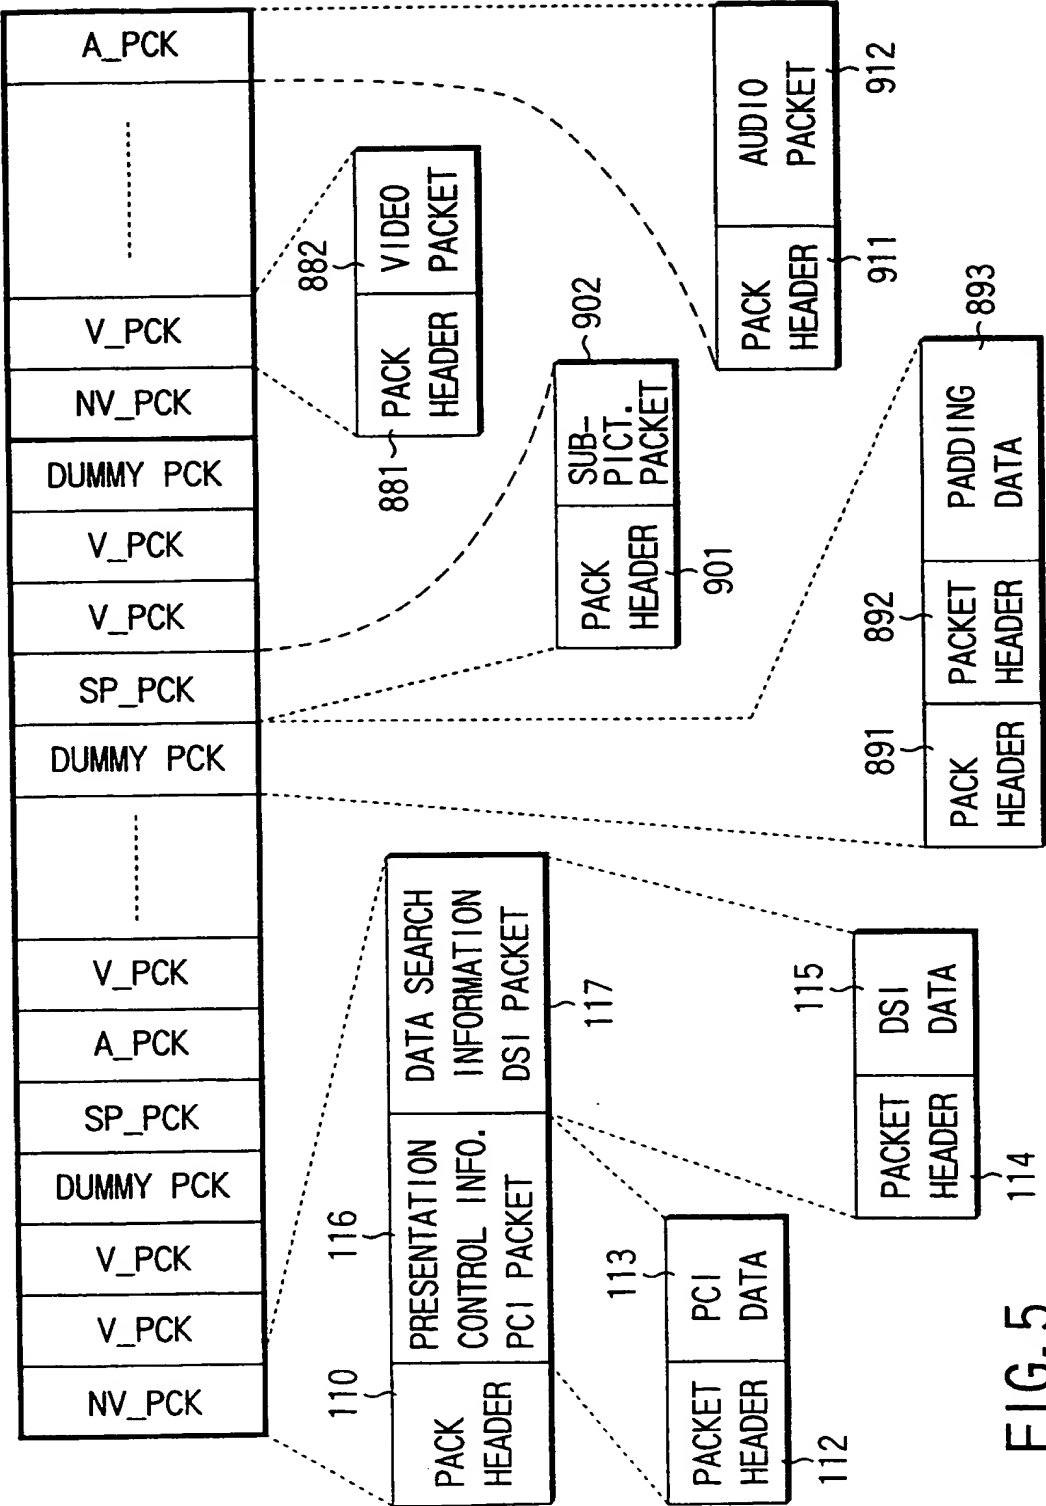 A_PCK
V_PCK
NV_PCK
DUMMY PCK
V_PCK
V_PCK
SP_PCK
DUMMY PCK
V_PCK
A_PCK
SP_PCK
DUMMY PCK
V_PCK
V_PCK
NV_PCK
881
PACK
HEADER
882
VIDEO
PACKET
PACK
HEADER
901
SUB-
PICT.
PACKET
902
PACK
HEADER
911
AUDIO
PACKET
912
891
PACK
HEADER
892
PACKET
HEADER
PADDING
DATA
893
110
PACK
HEADER
116
PRESENTATION
CONTROL INFO.
PCI PACKET
DATA SEARCH
INFORMATION
DSI PACKET
117
PACKET
HEADER
112
113
PCI
DATA
PACKET
HEADER
114
115
DSI
DATA
FIG.5